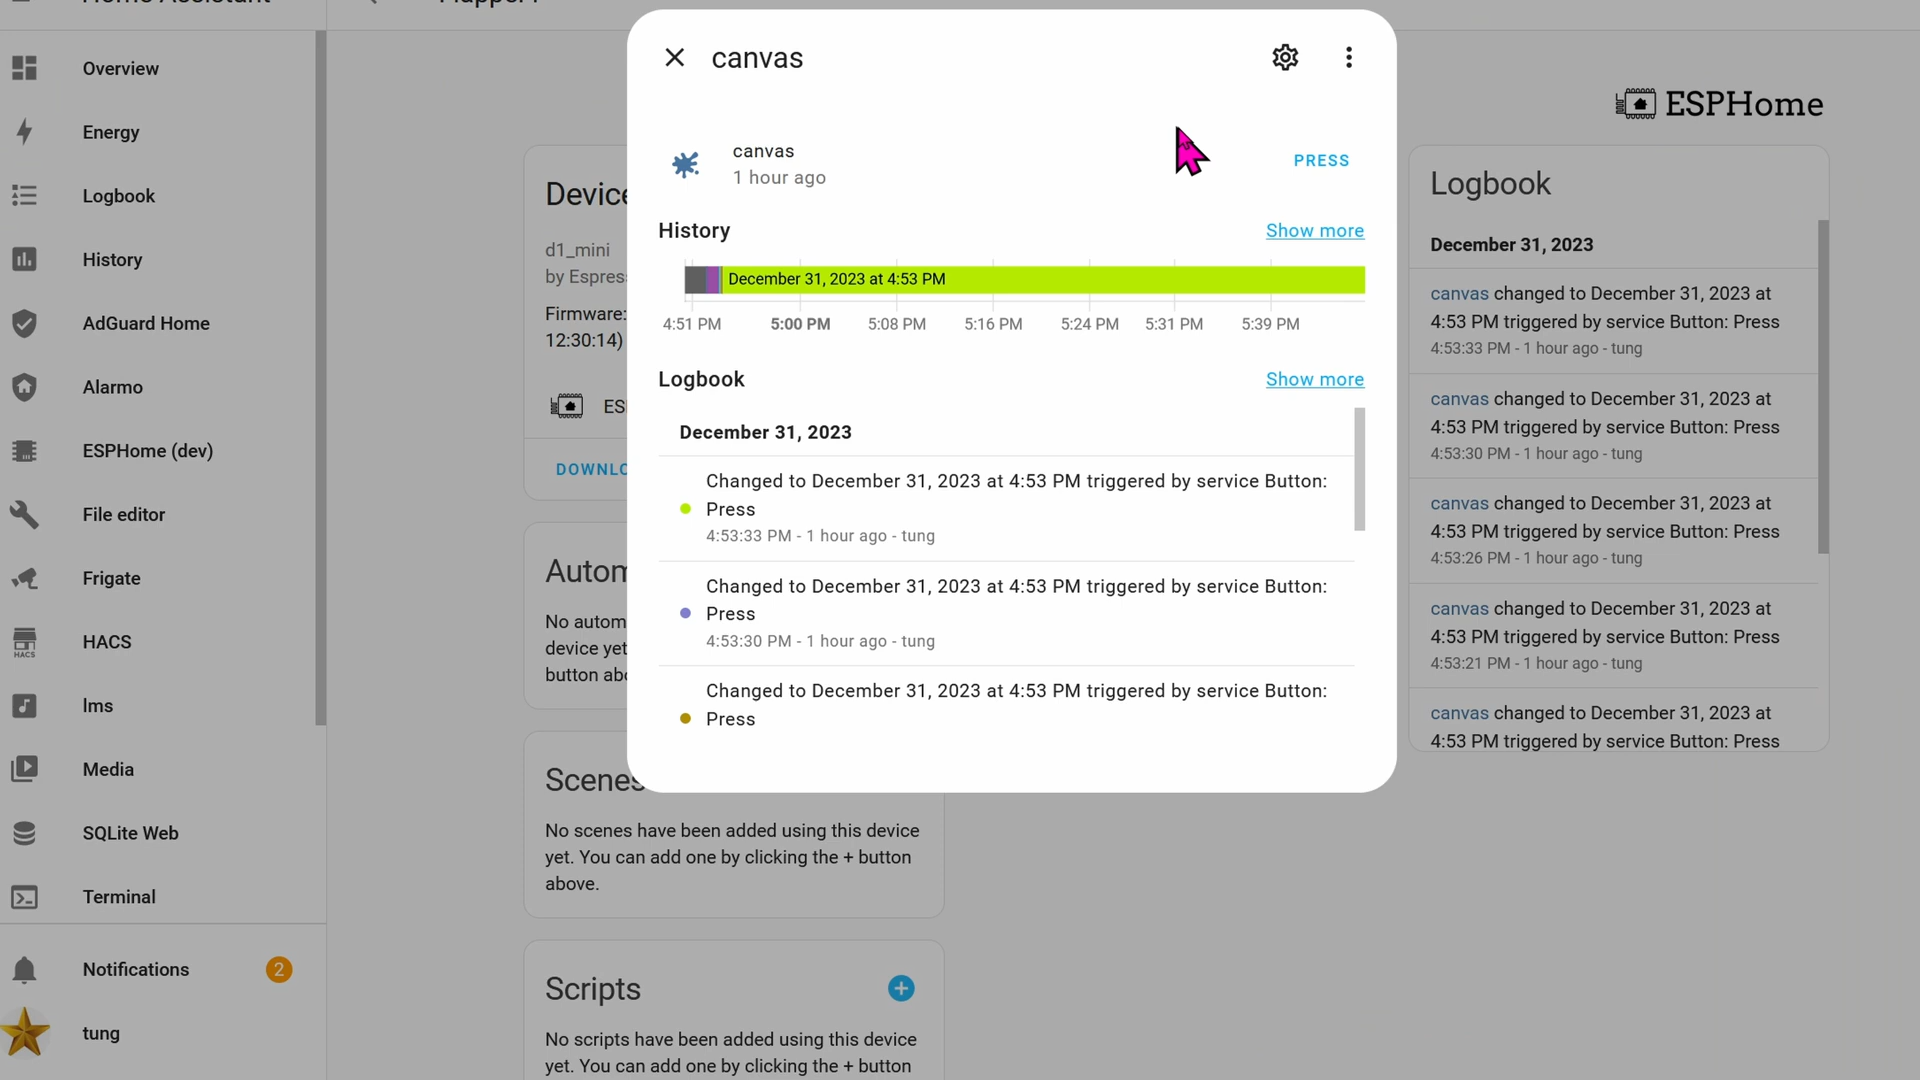 Home Assistant
Overview
Energy
Logbook
History
AdGuard Home
Alarmo
ESPHome (dev)
File editor
Frigate
HACS
HACS
lms
Media
SQLite Web
Terminal
Notifications
2
tung
d1_mini
by Espress
Firmware:
12:30:14)
No autom
device yet
Scenes
No scenes have been added using this device
yet. You can add one by clicking the + button
above.
Scripts
No scripts have been added using this device
yet. You can add one by clicking the + button
canvas
canvas
1 hour ago
PRESS
History
Show more
December 31, 2023 at 4:53 PM
4:51 PM
5:00 PM
5:08 PM
5:16 PM
5:24 PM
5:31 PM
5:39 PM
Logbook
Show more
December 31, 2023
Changed to December 31, 2023 at 4:53 PM triggered by service Button:
Press
4:53:33 PM - 1 hour ago - tung
Changed to December 31, 2023 at 4:53 PM triggered by service Button:
Press
4:53:30 PM - 1 hour ago - tung
Changed to December 31, 2023 at 4:53 PM triggered by service Button:
Press
ESPHome
Logbook
December 31, 2023
canvas changed to December 31, 2023 at
4:53 PM triggered by service Button: Press
4:53:33 PM - 1 hour ago - tung
canvas changed to December 31, 2023 at
4:53 PM triggered by service Button: Press
4:53:30 PM - 1 hour ago - tung
canvas changed to December 31, 2023 at
4:53 PM triggered by service Button: Press
4:53:26 PM - 1 hour ago - tung
canvas changed to December 31, 2023 at
4:53 PM triggered by service Button: Press
4:53:21 PM - 1 hour ago - tung
canvas changed to December 31, 2023 at
4:53 PM triggered by service Button: Press